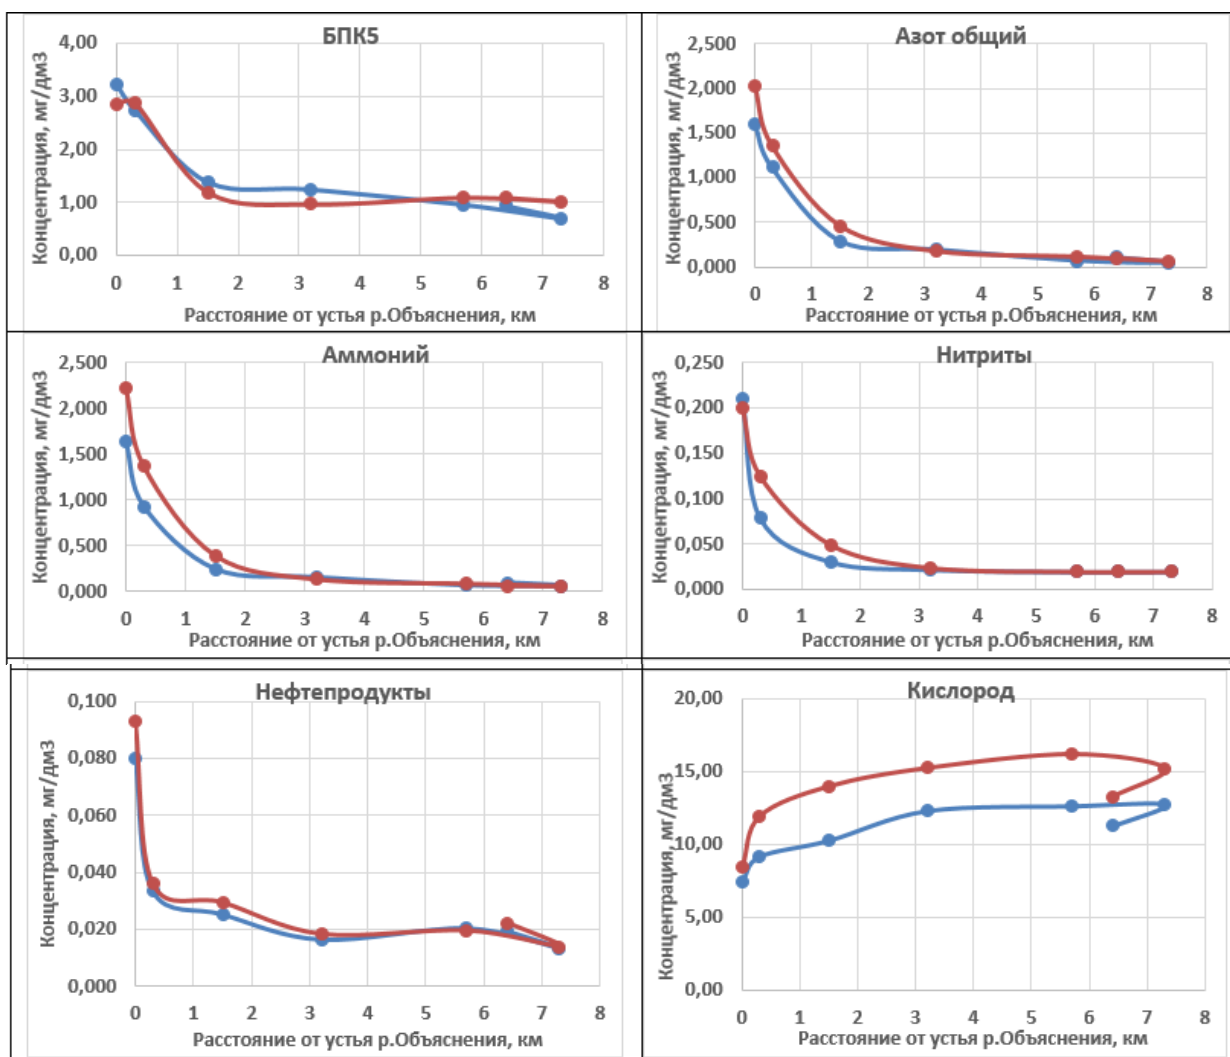 БПК5
Концентрация, мг/дм3
4,00
3,00
2,00
1,00
0,00
0 1 2 3 4 5 6 7 8
Расстояние от устья р.Объяснения, км
Азот общий
Концентрация, мг/дм3
2,500
2,000
1,500
1,000
0,500
0,000
0 1 2 3 4 5 6 7 8
Расстояние от устья р.Объяснения, км
Аммоний
Концентрация, мг/дм3
2,500
2,000
1,500
1,000
0,500
0,000
0 1 2 3 4 5 6 7 8
Расстояние от устья р.Объяснения, км
Нитриты
Концентрация, мг/дм3
0,250
0,200
0,150
0,100
0,050
0,000
0 1 2 3 4 5 6 7 8
Расстояние от устья р.Объяснения, км
Нефтепродукты
Концентрация, мг/дм3
0,100
0,080
0,060
0,040
0,020
0,000
0 1 2 3 4 5 6 7 8
Расстояние от устья р.Объяснения, км
Кислород
Концентрация, мг/дм3
20,00
15,00
10,00
5,00
0,00
0 1 2 3 4 5 6 7 8
Расстояние от устья р.Объяснения, км